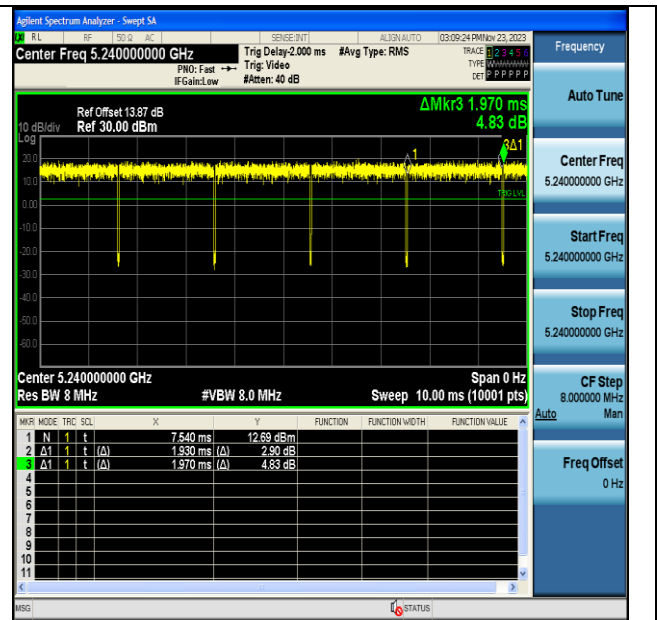 Agilent Spectrum Analyzer - Swept SA
RL RF 50 Ω AC SENSE:INT ALIGN AUTO 03:09:24 PM Nov 23, 2023
Center Freq 5.240000000 GHz
PNO: Fast
IFGain:Low
Trig Delay-2.000 ms
Trig: Video
#Atten: 40 dB
#Avg Type: RMS
TRACE 1 2 3 4 5 6
TYPE WWWWWW
DET P P P P P P
Ref Offset 13.87 dB
10 dB/div Ref 30.00 dBm
ΔMkr3 1.970 ms
4.83 dB
Log
20.0
10.0
0.00
-10.0
-20.0
-30.0
-40.0
-50.0
-60.0
1
3Δ1
TRIG LVL
Center 5.240000000 GHz Span 0 Hz
Res BW 8 MHz #VBW 8.0 MHz Sweep 10.00 ms (10001 pts)
MKR MODE TRC SCL X Y FUNCTION FUNCTION WIDTH FUNCTION VALUE
1 N 1 t 7.540 ms 12.69 dBm
2 Δ1 1 t (Δ) 1.930 ms (Δ) 2.90 dB
3 Δ1 1 t (Δ) 1.970 ms (Δ) 4.83 dB
4
5
6
7
8
9
10
11
MSG STATUS
Frequency
Auto Tune
Center Freq
5.240000000 GHz
Start Freq
5.240000000 GHz
Stop Freq
5.240000000 GHz
CF Step
8.000000 MHz
Auto Man
Freq Offset
0 Hz